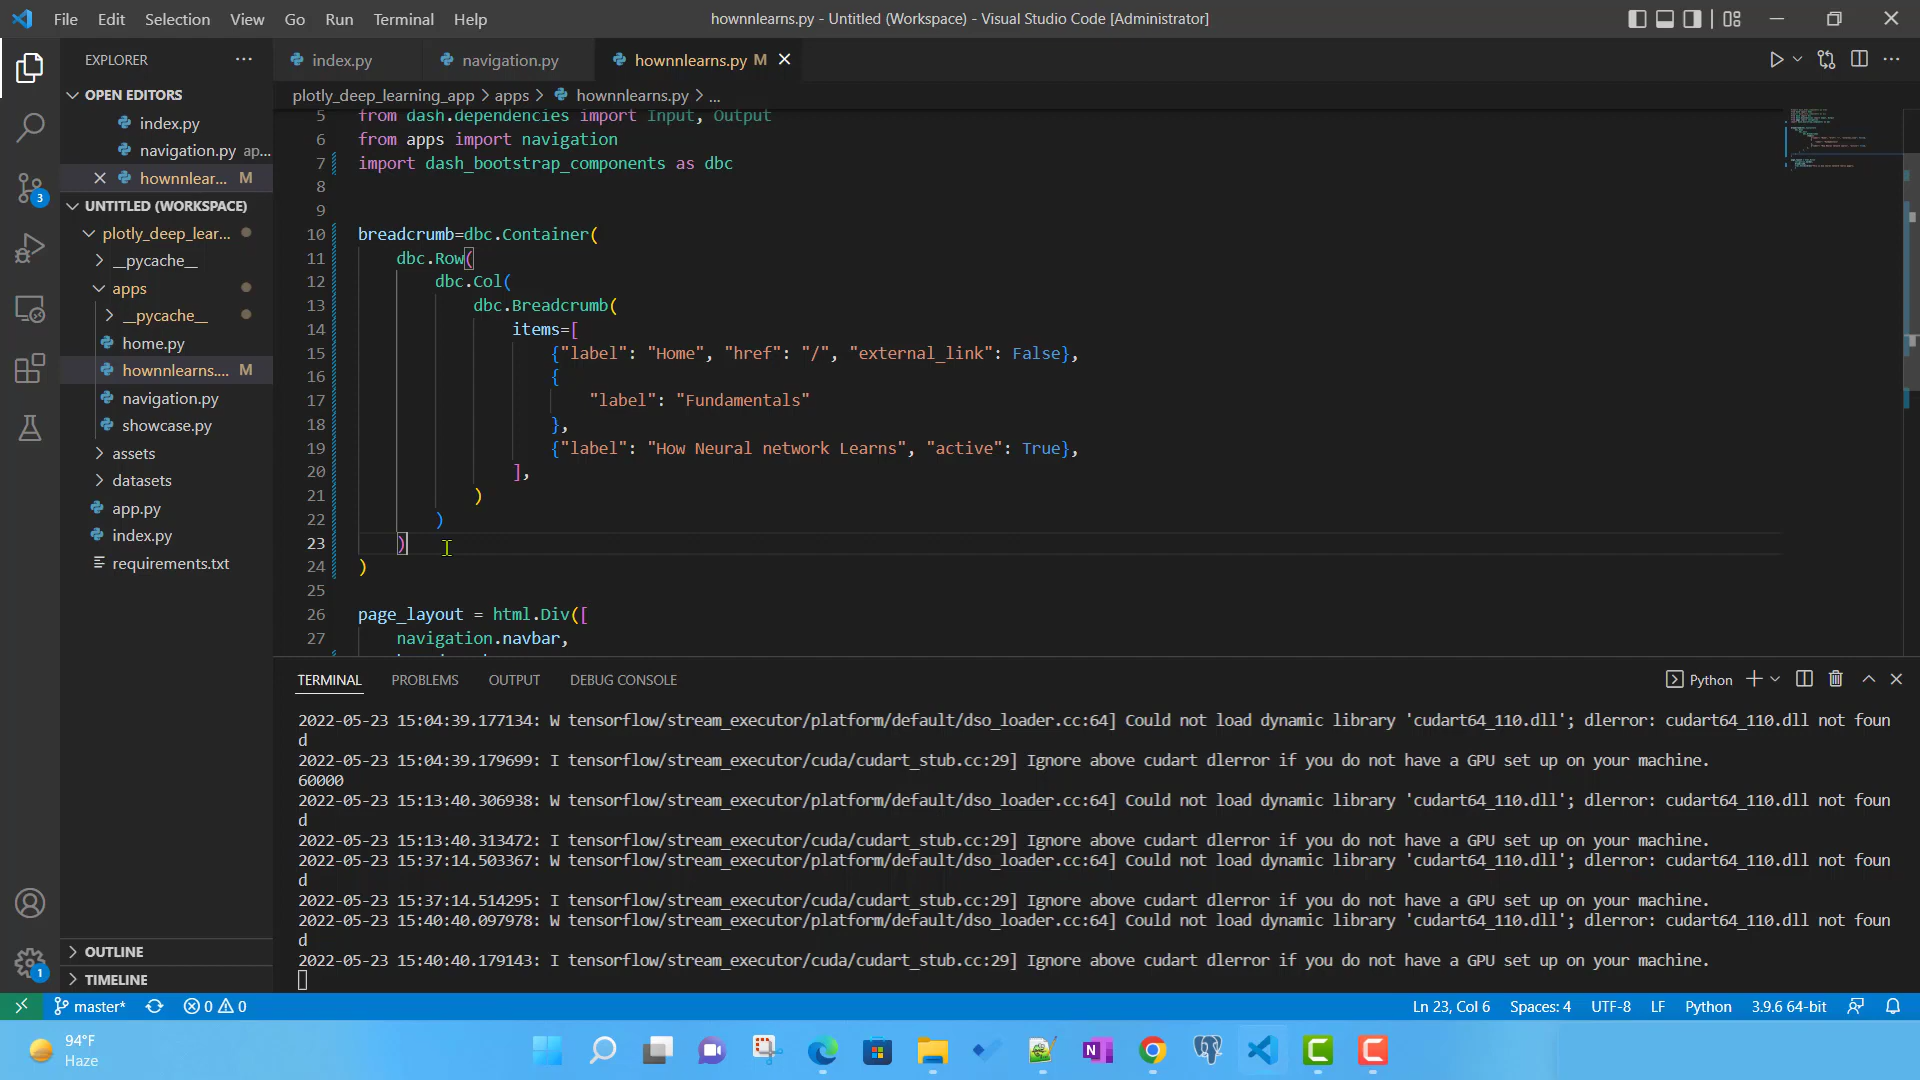 File Edit Selection View Go Run Terminal Help
hownnlearns.py - Untitled (Workspace) - Visual Studio Code [Administrator]
EXPLORER
index.py
navigation.py
hownnlearns.py M
OPEN EDITORS
plotly_deep_learning_app > apps > hownnlearns.py > ...
index.py
navigation.py ap...
hownnlear... M
UNTITLED (WORKSPACE)
plotly_deep_lear...
__pycache__
apps
__pycache__
home.py
hownnlearns.... M
navigation.py
showcase.py
assets
datasets
app.py
index.py
requirements.txt
OUTLINE
TIMELINE
3
1
5 from dash.dependencies import Input, Output
6 from apps import navigation
7 import dash_bootstrap_components as dbc
8
9
10 breadcrumb=dbc.Container(
11 dbc.Row(
12 dbc.Col(
13 dbc.Breadcrumb(
14 items=[
15 {"label": "Home", "href": "/", "external_link": False},
16 {
17 "label": "Fundamentals"
18 },
19 {"label": "How Neural network Learns", "active": True},
20 ],
21 )
22 )
23 )
24 )
25
26 page_layout = html.Div([
27 navigation.navbar,
TERMINAL PROBLEMS OUTPUT DEBUG CONSOLE
Python
2022-05-23 15:04:39.177134: W tensorflow/stream_executor/platform/default/dso_loader.cc:64] Could not load dynamic library 'cudart64_110.dll'; dlerror: cudart64_110.dll not foun
d
2022-05-23 15:04:39.179699: I tensorflow/stream_executor/cuda/cudart_stub.cc:29] Ignore above cudart dlerror if you do not have a GPU set up on your machine.
60000
2022-05-23 15:13:40.306938: W tensorflow/stream_executor/platform/default/dso_loader.cc:64] Could not load dynamic library 'cudart64_110.dll'; dlerror: cudart64_110.dll not foun
d
2022-05-23 15:13:40.313472: I tensorflow/stream_executor/cuda/cudart_stub.cc:29] Ignore above cudart dlerror if you do not have a GPU set up on your machine.
2022-05-23 15:37:14.503367: W tensorflow/stream_executor/platform/default/dso_loader.cc:64] Could not load dynamic library 'cudart64_110.dll'; dlerror: cudart64_110.dll not foun
d
2022-05-23 15:37:14.514295: I tensorflow/stream_executor/cuda/cudart_stub.cc:29] Ignore above cudart dlerror if you do not have a GPU set up on your machine.
2022-05-23 15:40:40.097978: W tensorflow/stream_executor/platform/default/dso_loader.cc:64] Could not load dynamic library 'cudart64_110.dll'; dlerror: cudart64_110.dll not foun
d
2022-05-23 15:40:40.179143: I tensorflow/stream_executor/cuda/cudart_stub.cc:29] Ignore above cudart dlerror if you do not have a GPU set up on your machine.
master* 0 0
Ln 23, Col 6 Spaces: 4 UTF-8 LF Python 3.9.6 64-bit
94°F
Haze